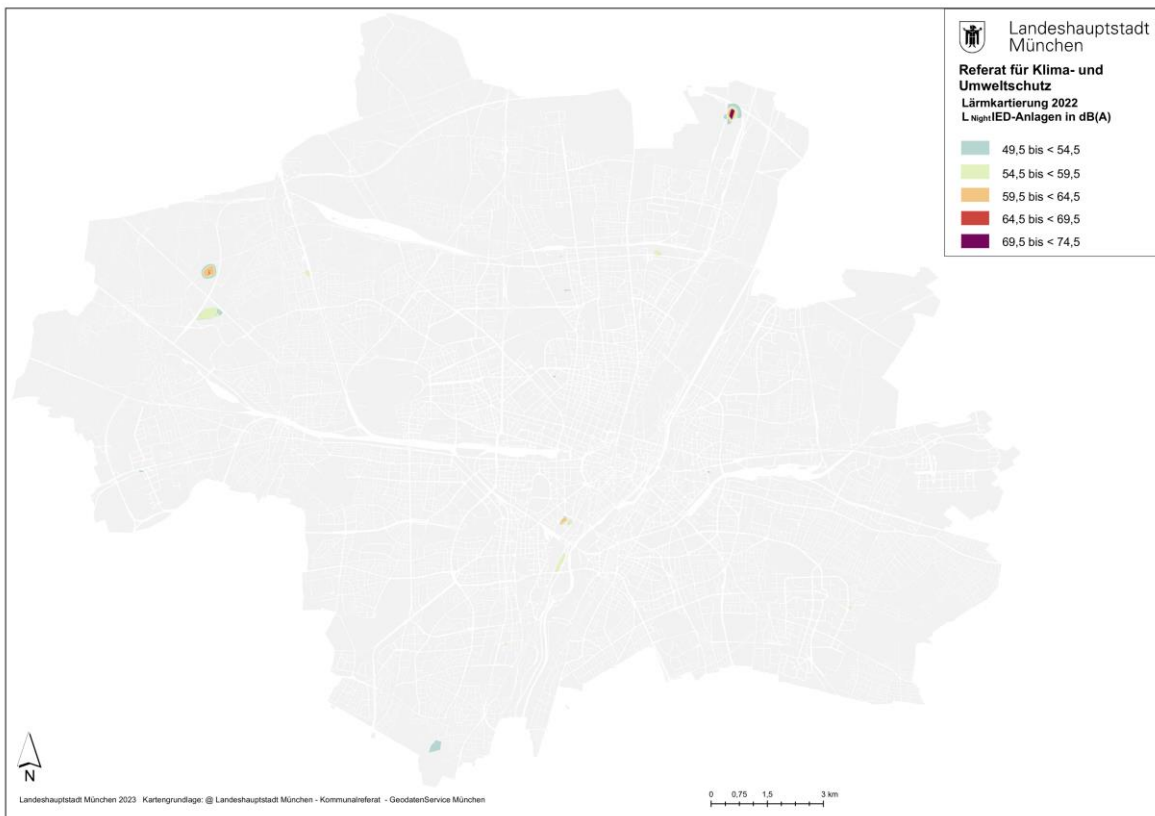 Landeshauptstadt
München
Referat für Klima- und
Umweltschutz
Lärmkartierung 2022
L Night IED-Anlagen in dB(A)
49,5 bis < 54,5
54,5 bis < 59,5
59,5 bis < 64,5
64,5 bis < 69,5
69,5 bis < 74,5
N
Landeshauptstadt München 2023 Kartengrundlage: @ Landeshauptstadt München - Kommunalreferat - GeodatenService München
0 0,75 1,5 3 km